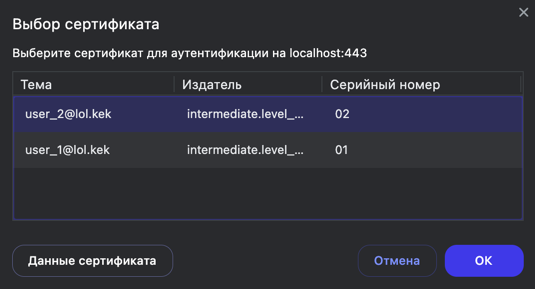 Выбор сертификата
Выберите сертификат для аутентификации на localhost:443
Тема Издатель Серийный номер
user_2@lol.kek intermediate.level_... 02
user_1@lol.kek intermediate.level_... 01
Данные сертификата Отмена ОК